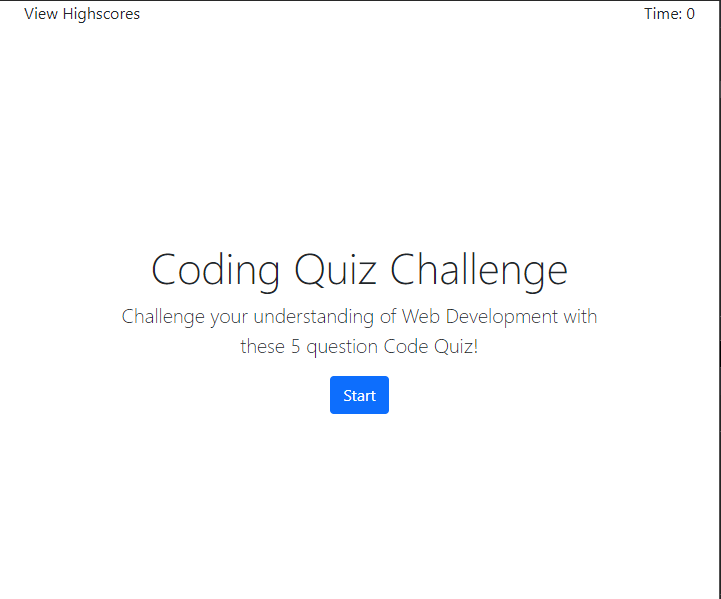 View Highscores
Time: 0
Coding Quiz Challenge
Challenge your understanding of Web Development with
these 5 question Code Quiz!
Start